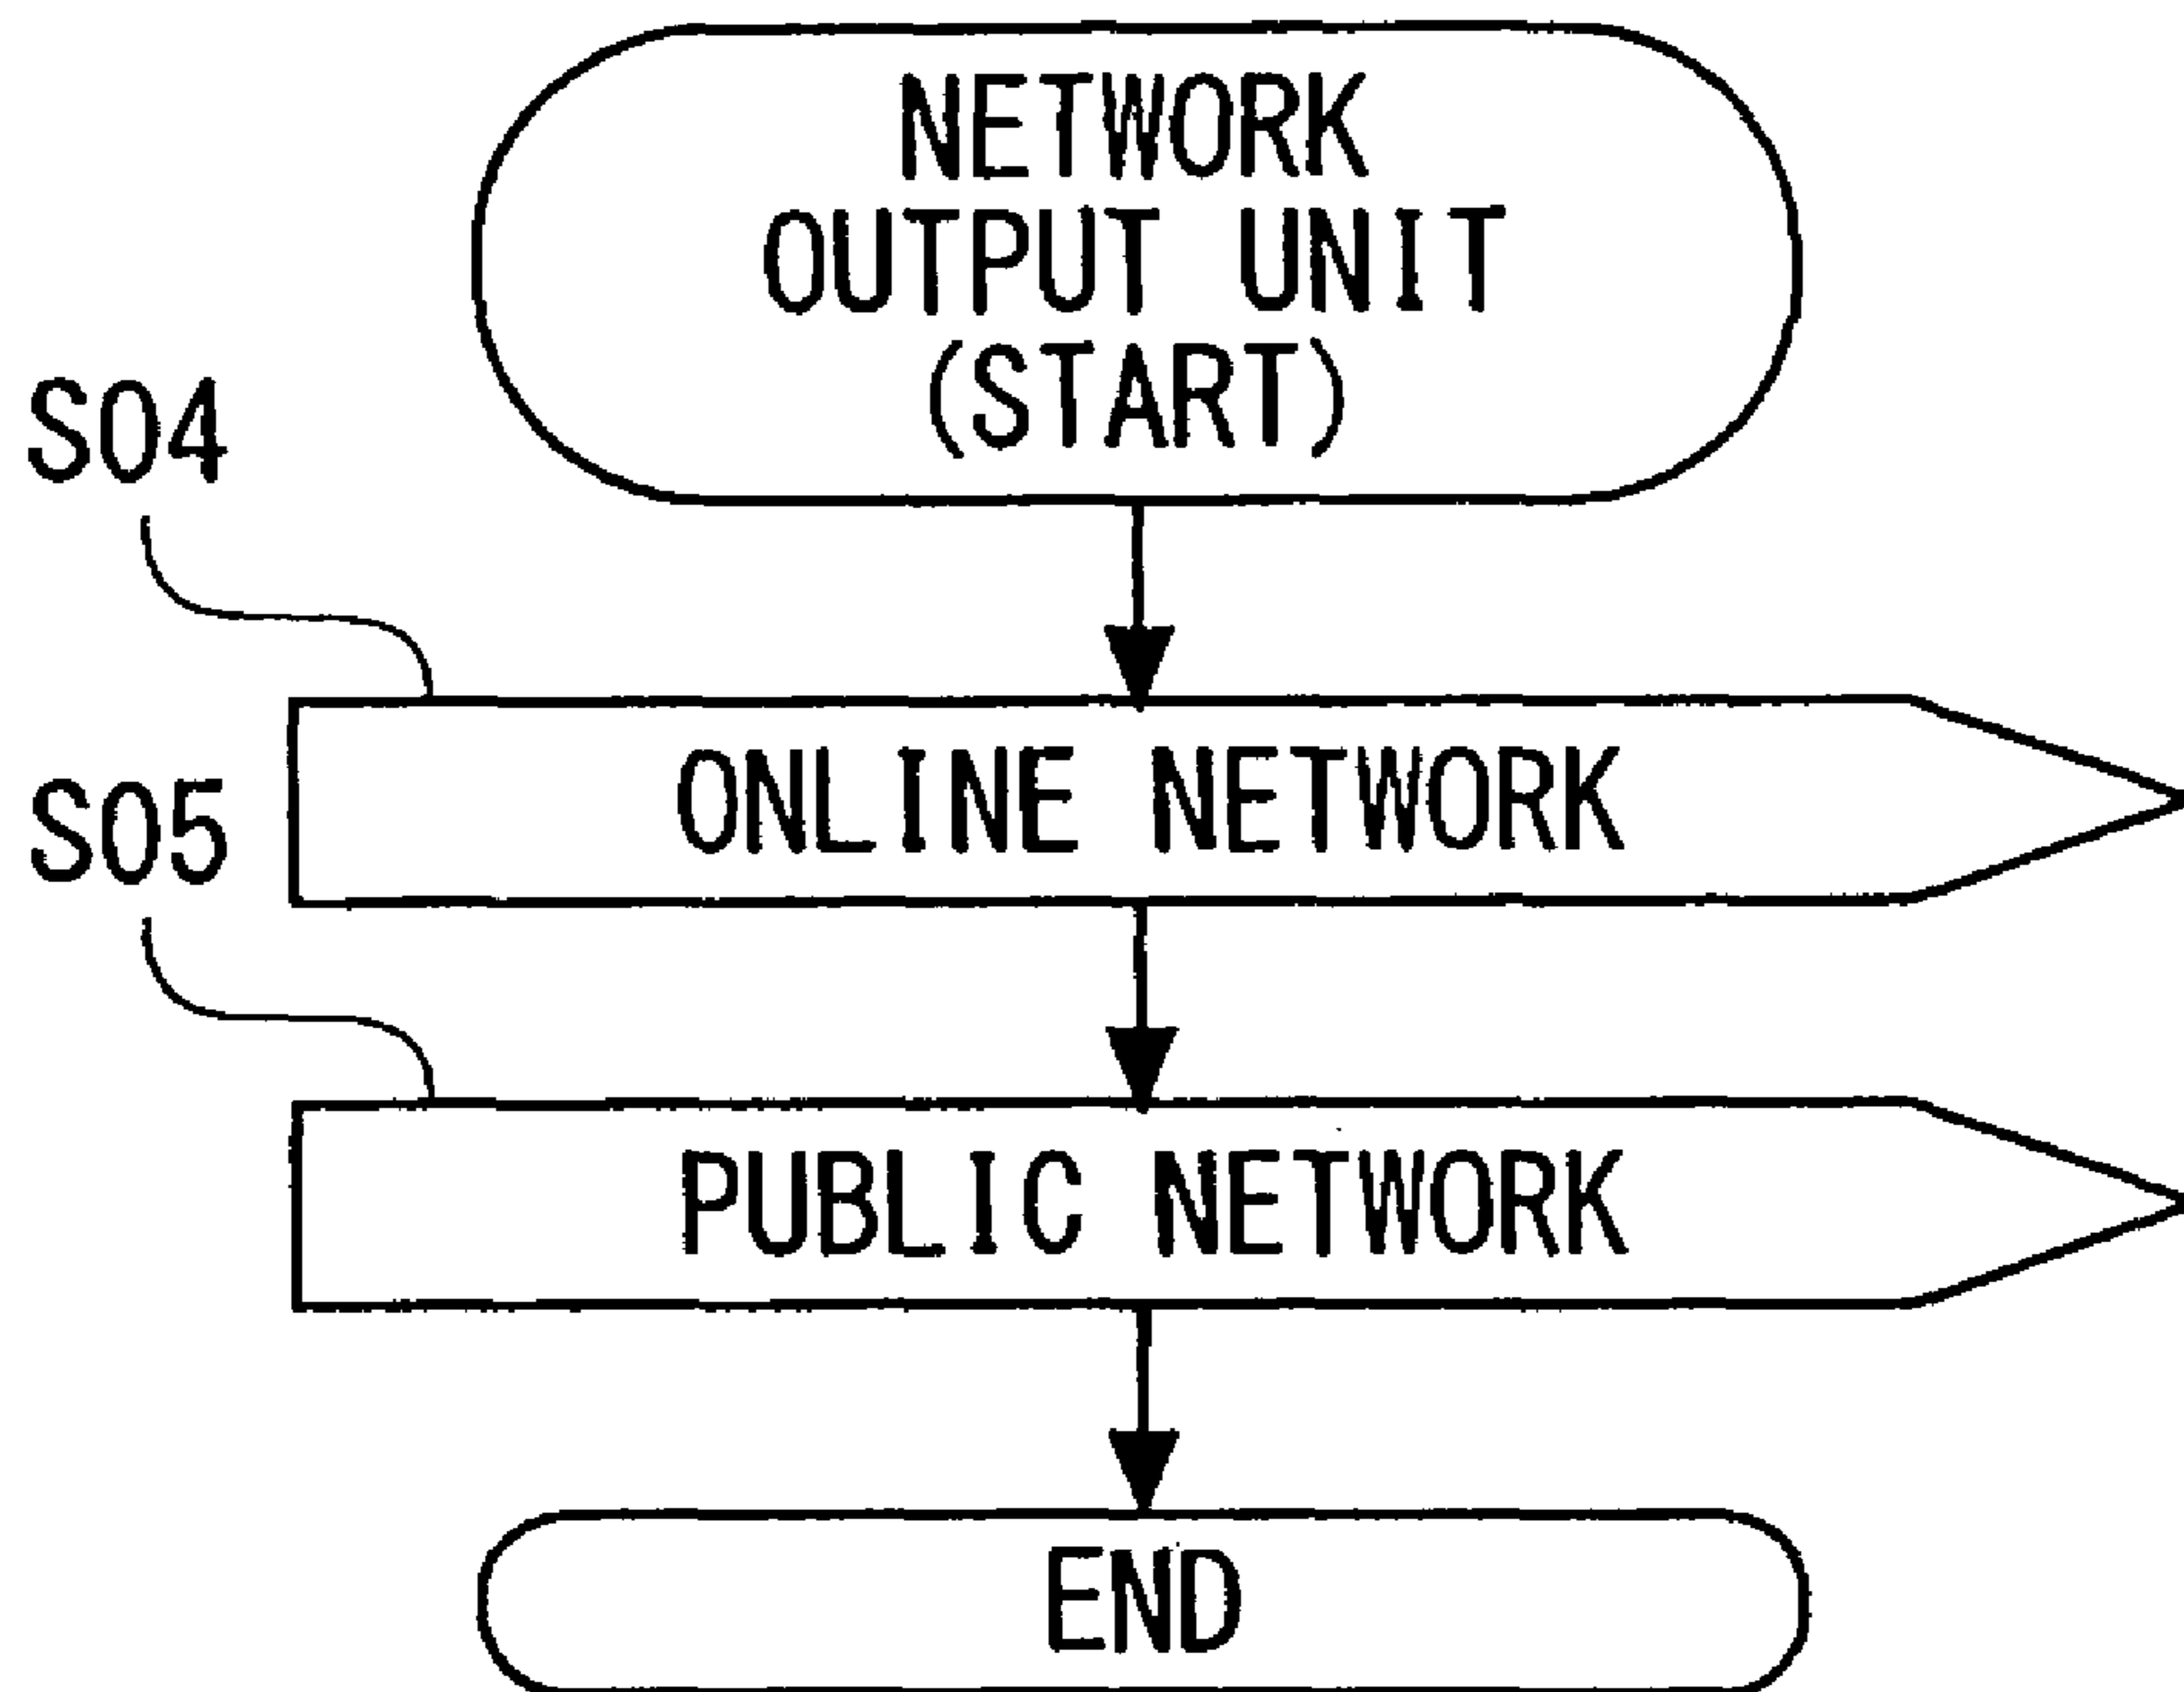 NETWORK
OUTPUT UNIT
(START)
S04
ONLINE NETWORK
S05
PUBLIC NETWORK
END